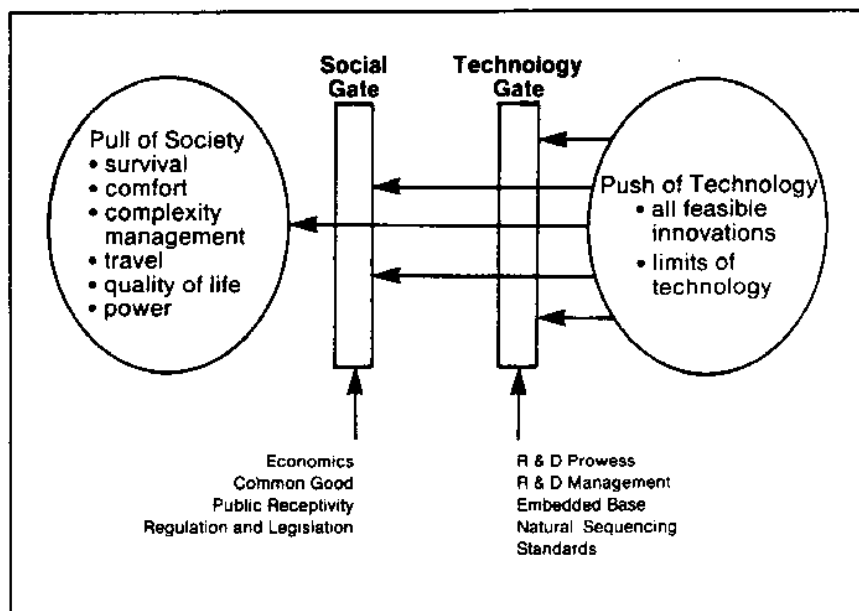 Social
Gate
Technology
Gate
Pull of Society
• survival
• comfort
• complexity
management
• travel
• quality of life
• power
Push of Technology
• all feasible
innovations
• limits of
technology
Economics
Common Good
Public Receptivity
Regulation and Legislation
R & D Prowess
R & D Management
Embedded Base
Natural Sequencing
Standards